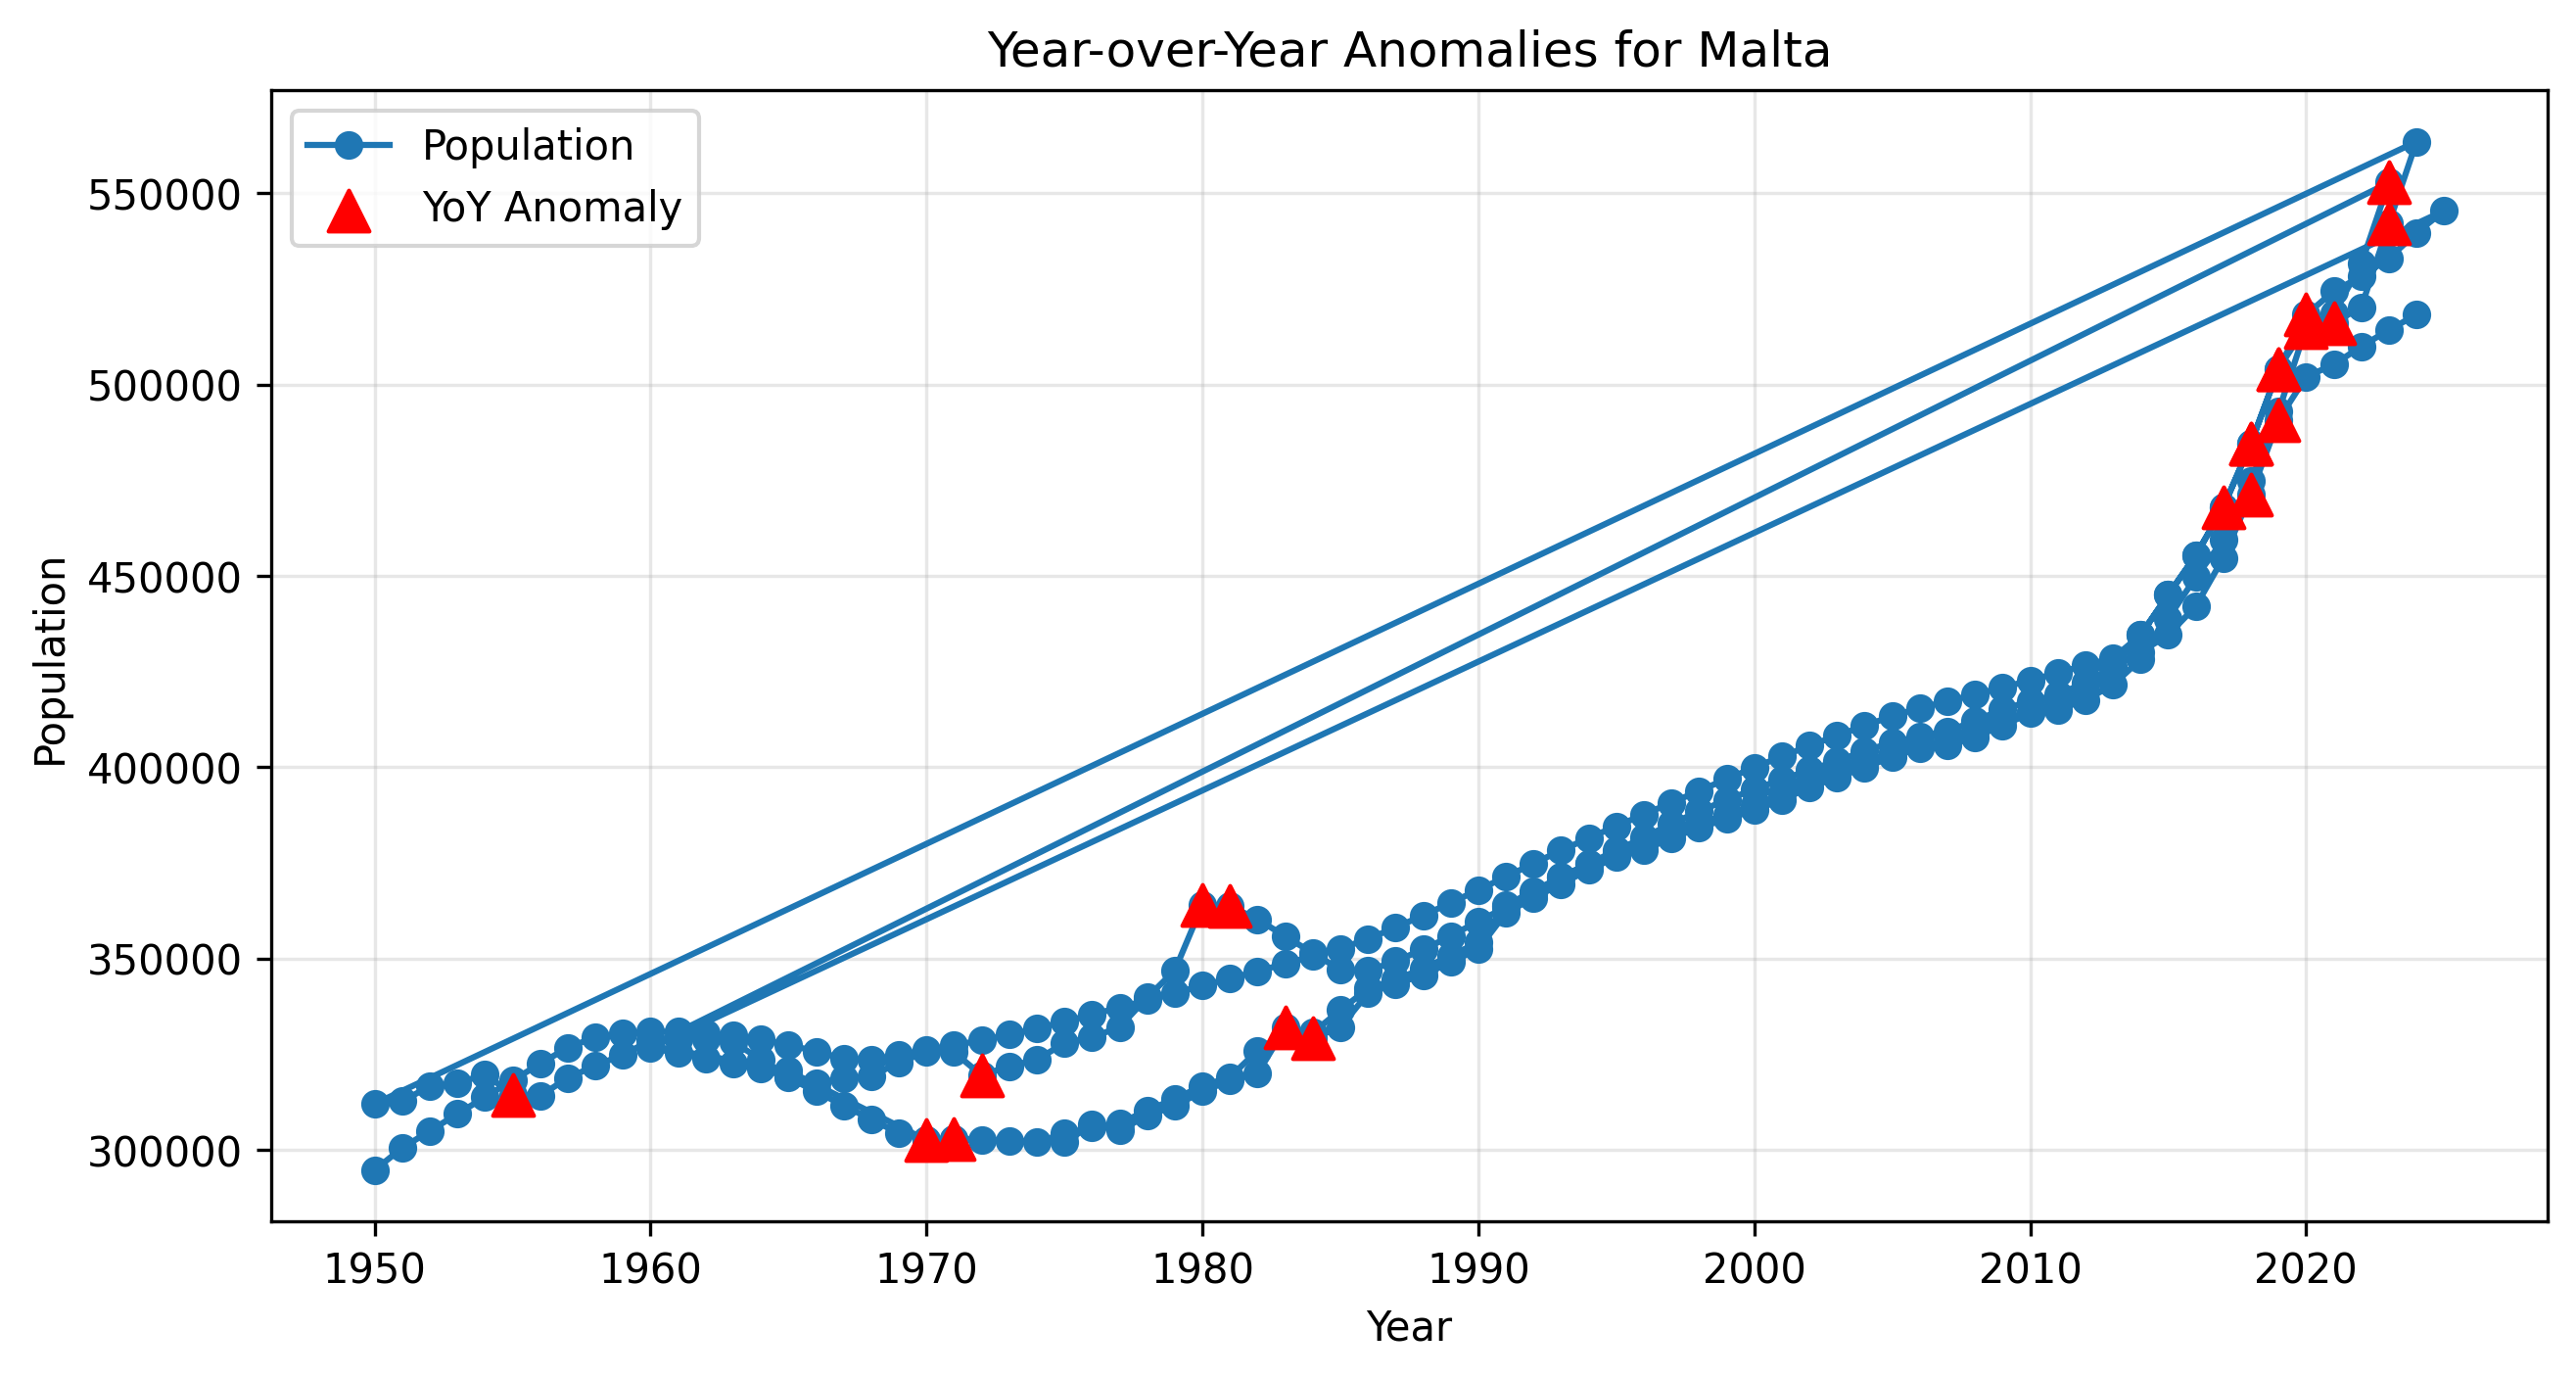 Year-over-Year Anomalies for Malta
Population
YoY Anomaly
550000
500000
450000
400000
350000
300000
Population
1950 1960 1970 1980 1990 2000 2010 2020
Year